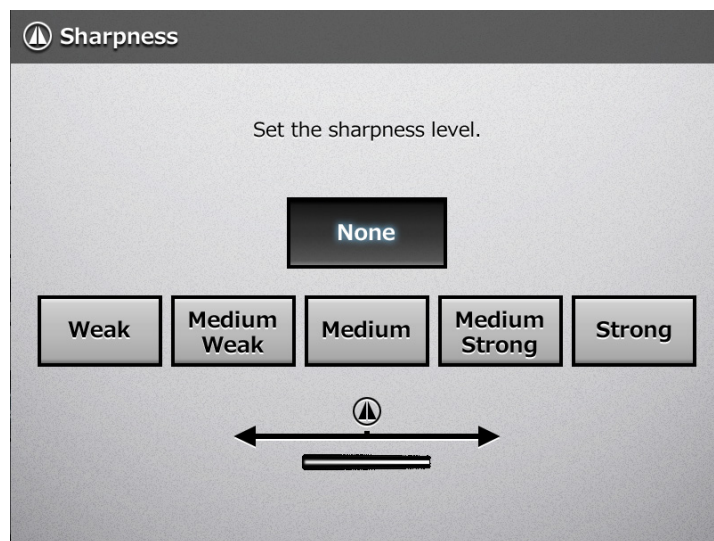 Sharpness
Set the sharpness level.
None
Weak
Medium
Weak
Medium
Medium
Strong
Strong